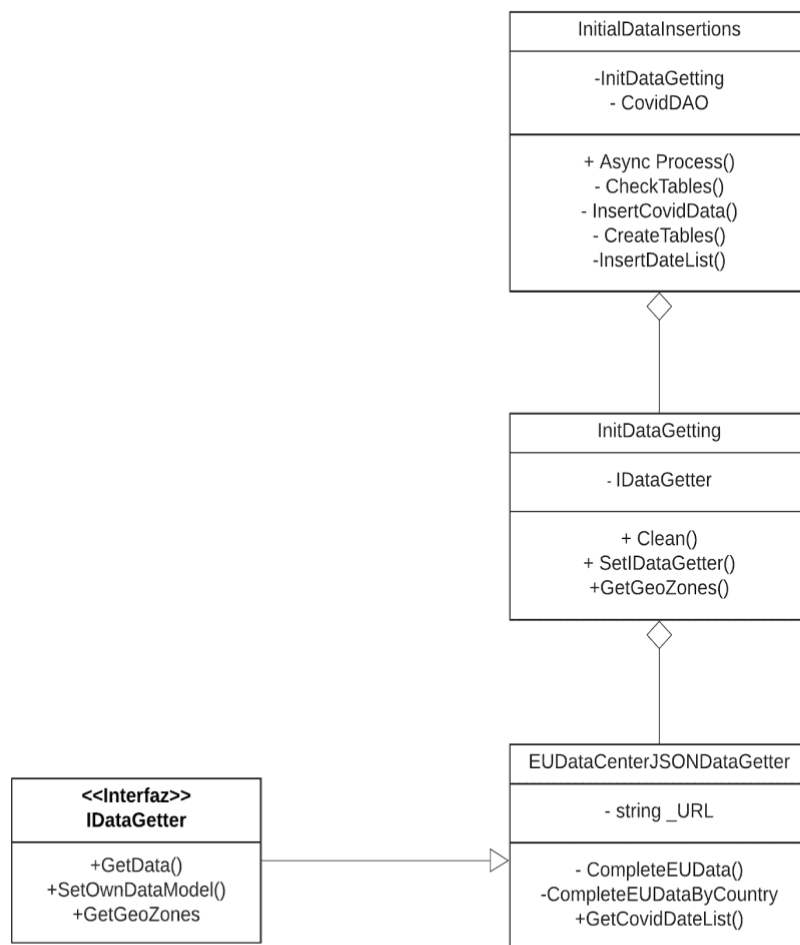 InitialDataInsertions
-InitDataGetting
- CovidDAO
+ Async Process()
- CheckTables()
- InsertCovidData()
- CreateTables()
-InsertDateList()
InitDataGetting
- IDataGetter
+ Clean()
+ SetIDataGetter()
+GetGeoZones()
EUDataCenterJSONDataGetter
- string _URL
- CompleteEUData()
-CompleteEUDataByCountry
+GetCovidDateList()
<<Interfaz>>
IDataGetter
+GetData()
+SetOwnDataModel()
+GetGeoZones